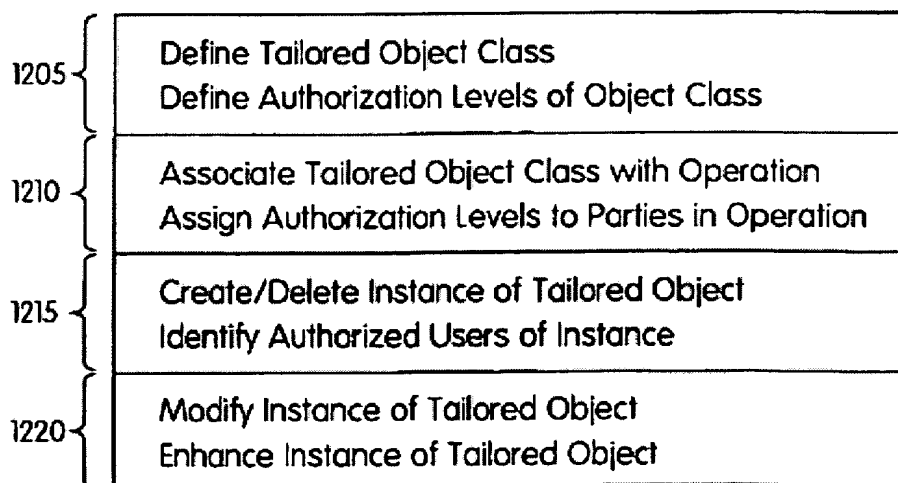 1205
Define Tailored Object Class
Define Authorization Levels of Object Class
1210
Associate Tailored Object Class with Operation
Assign Authorization Levels to Parties in Operation
1215
Create/Delete Instance of Tailored Object
Identify Authorized Users of Instance
1220
Modify Instance of Tailored Object
Enhance Instance of Tailored Object